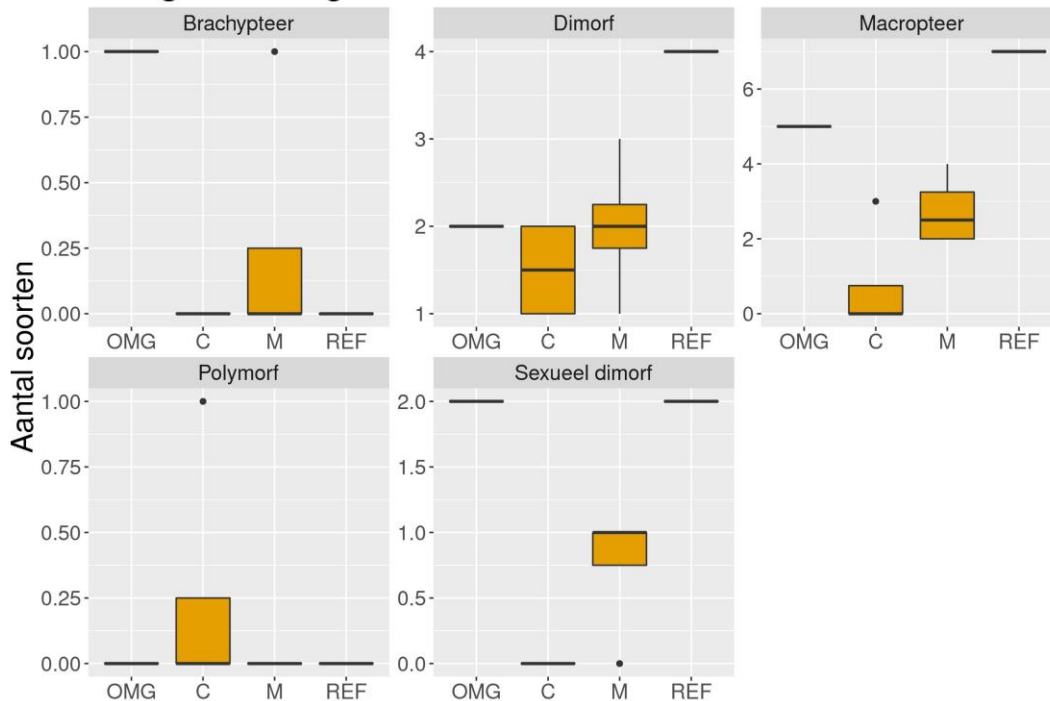 Brachypteer
Dimorf
Macropteer
1.00
0.75
0.50
0.25
0.00
4
3
2
1
6
4
2
0
OMG C M REF
OMG C M REF
OMG C M REF
Aantal soorten
Polymorf
Sexueel dimorf
1.00
0.75
0.50
0.25
0.00
2.0
1.5
1.0
0.5
0.0
OMG C M REF
OMG C M REF